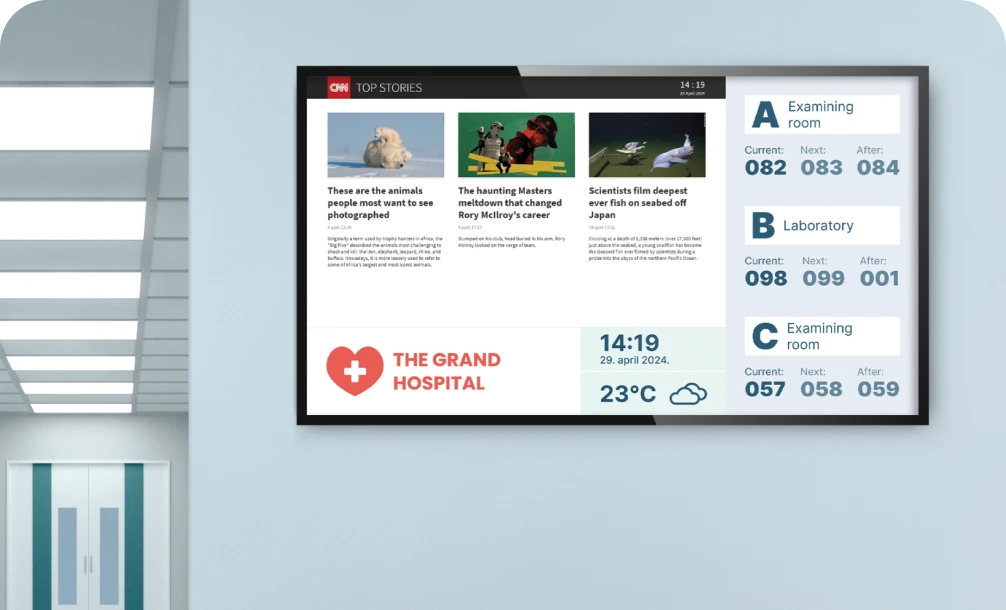 CNN TOP STORIES
14 : 19
29 April 2024
These are the animals
people most want to see
photographed
4 april 12:20
Originally a term used by trophy hunters in Africa, the
"Big Five" described the animals most challenging to
shoot and kill: the lion, elephant, leopard, rhino, and
buffalo. Nowadays, it is more loosely used to refer to
some of Africa's largest and most iconic animals.
The haunting Masters
meltdown that changed
Rory McIlroy's career
Slumped on his club, head buried in his arm, Rory
McIlroy looked on the verge of tears.
Scientists film deepest
ever fish on seabed off
Japan
Cruising at a depth of 8,336 meters (over 27,000 feet)
just above the seabed, a young snailfish has become
the deepest fish ever filmed by scientists during a
probe into the abyss of the northern Pacific Ocean.
THE GRAND
HOSPITAL
14:19
29. april 2024.
23°C
A Examining
room
Current: Next: After:
082 083 084
B Laboratory
Current: Next: After:
098 099 001
C Examining
room
Current: Next: After:
057 058 059